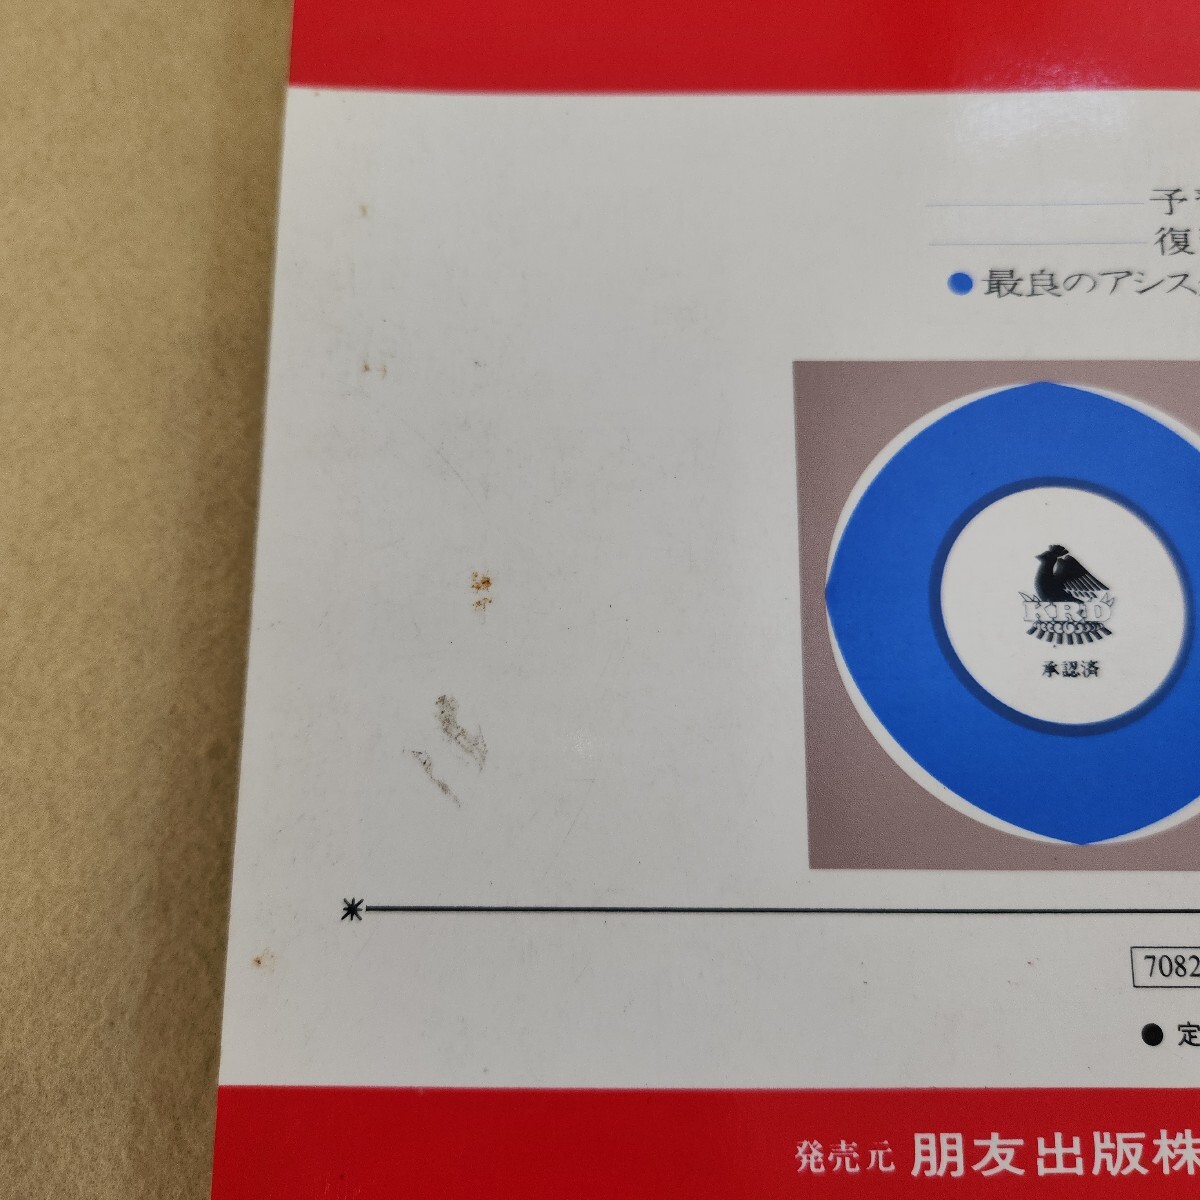 予
復
●最良のアシス
KRD
承認済
7082
● 定
発売元 朋友出版株